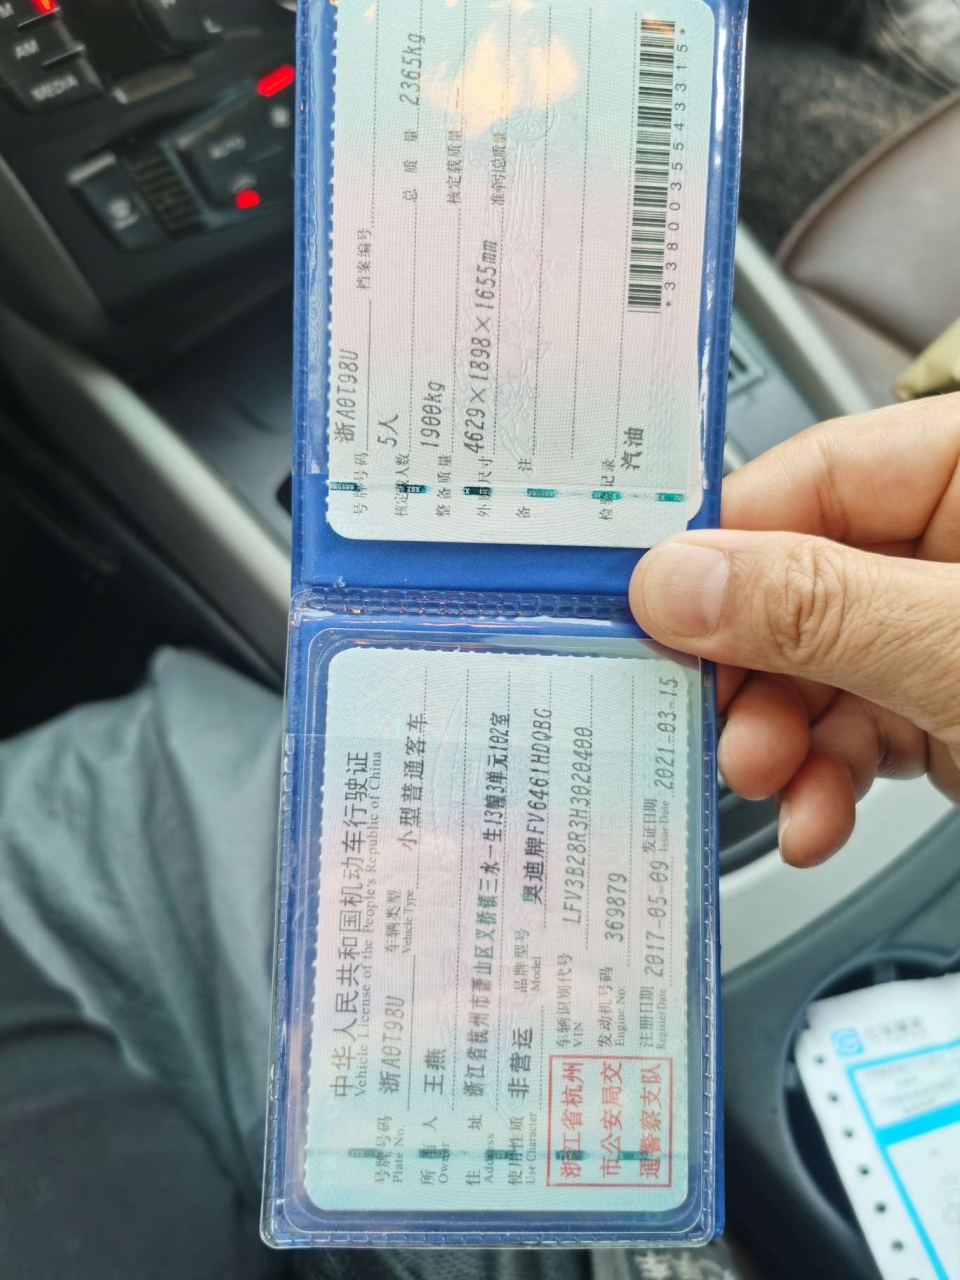 中华人民共和国机动车行驶证
Vehicle License of the People's Republic of China
号牌号码 浙A0T98U 车辆类型 小型普通客车
Plate No. Vehicle Type
所有人 王燕
Owner
住址 浙江省杭州市萧山区义桥镇三水一生13幢3单元102室
Address
使用性质 非营运 品牌型号 奥迪牌FV6461HDQBG
Use Character Model
浙江省杭州
市公安局交
通警察支队
车辆识别代号 LFV3B28R3H3020400
VIN
发动机号码 369879
Engine No.
注册日期 2017-05-09 发证日期 2021-03-15
Register Date Issue Date
号牌号码 浙A0T98U 档案编号
核定载人数 5人 总质量 2365kg
整备质量 1900kg 核定载质量
外廓尺寸 4629×1898×1655mm 准牵引总质量
备注
检验记录 汽油
*3380035543315*
AM
MEDIA
AUTO